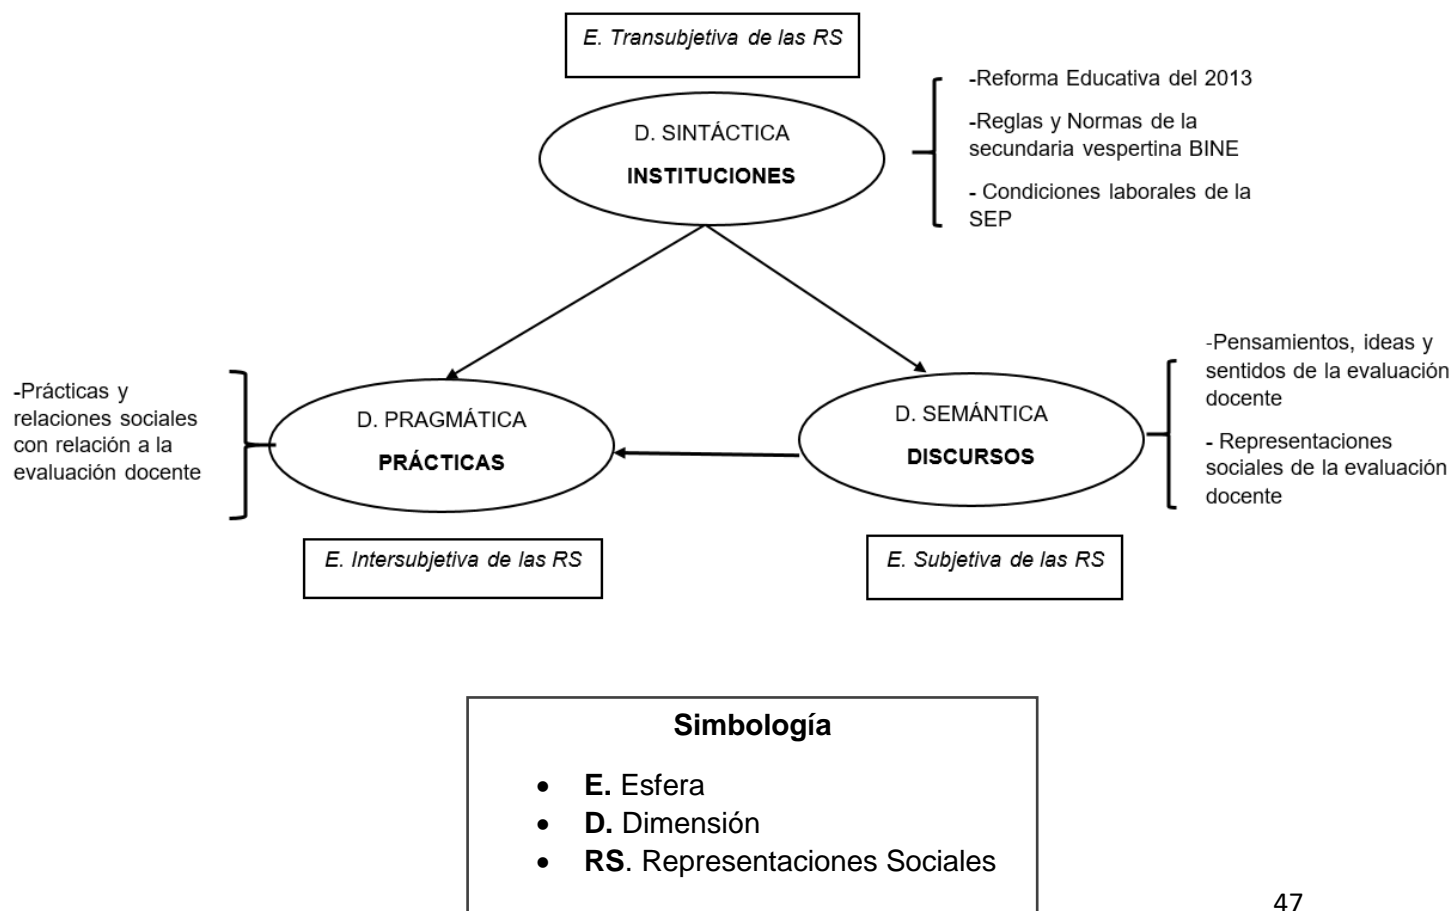 E. Transubjetiva de las RS
D. SINTÁCTICA
INSTITUCIONES
-Reforma Educativa del 2013
-Reglas y Normas de la
secundaria vespertina BINE
- Condiciones laborales de la
SEP
-Prácticas y
relaciones sociales
con relación a la
evaluación docente
D. PRAGMÁTICA
PRÁCTICAS
D. SEMÁNTICA
DISCURSOS
-Pensamientos, ideas y
sentidos de la evaluación
docente
- Representaciones
sociales de la evaluación
docente
E. Intersubjetiva de las RS
E. Subjetiva de las RS
Simbología
• E. Esfera
• D. Dimensión
• RS. Representaciones Sociales
47